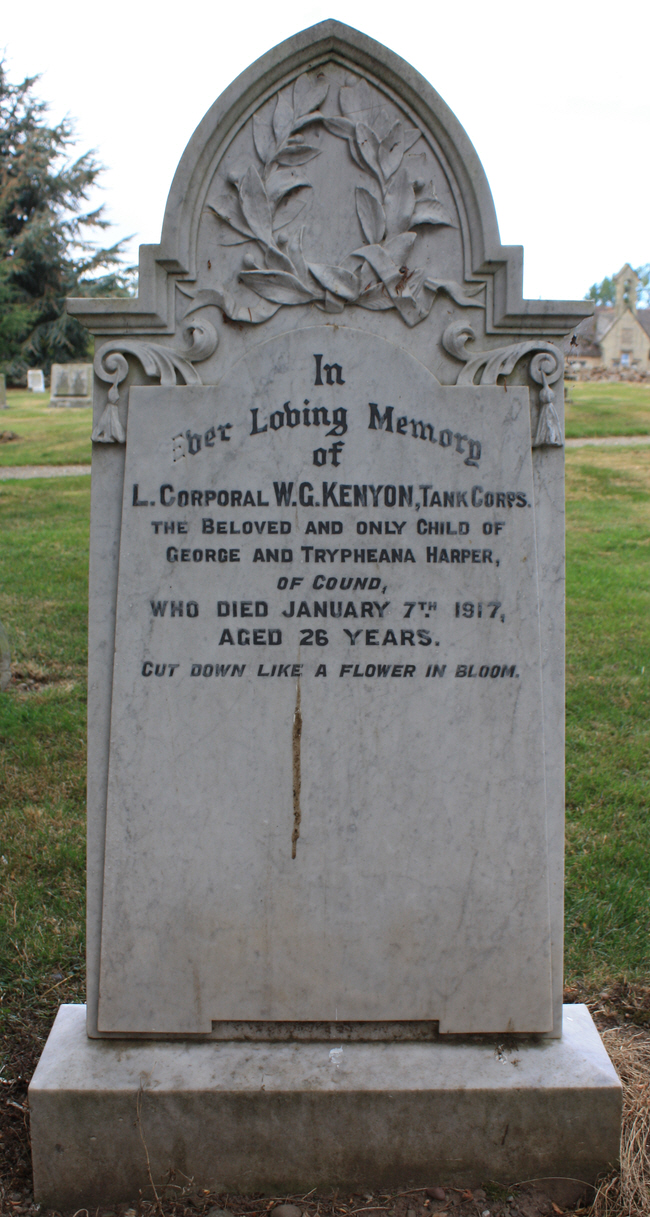 In
Ever Loving Memory
of
L. Corporal W.G. Kenyon, Tank Corps.
the Beloved and only Child of
George and Trypheana Harper,
of Cound,
who died January 7th 1917,
aged 26 years.
Cut down like a flower in bloom.